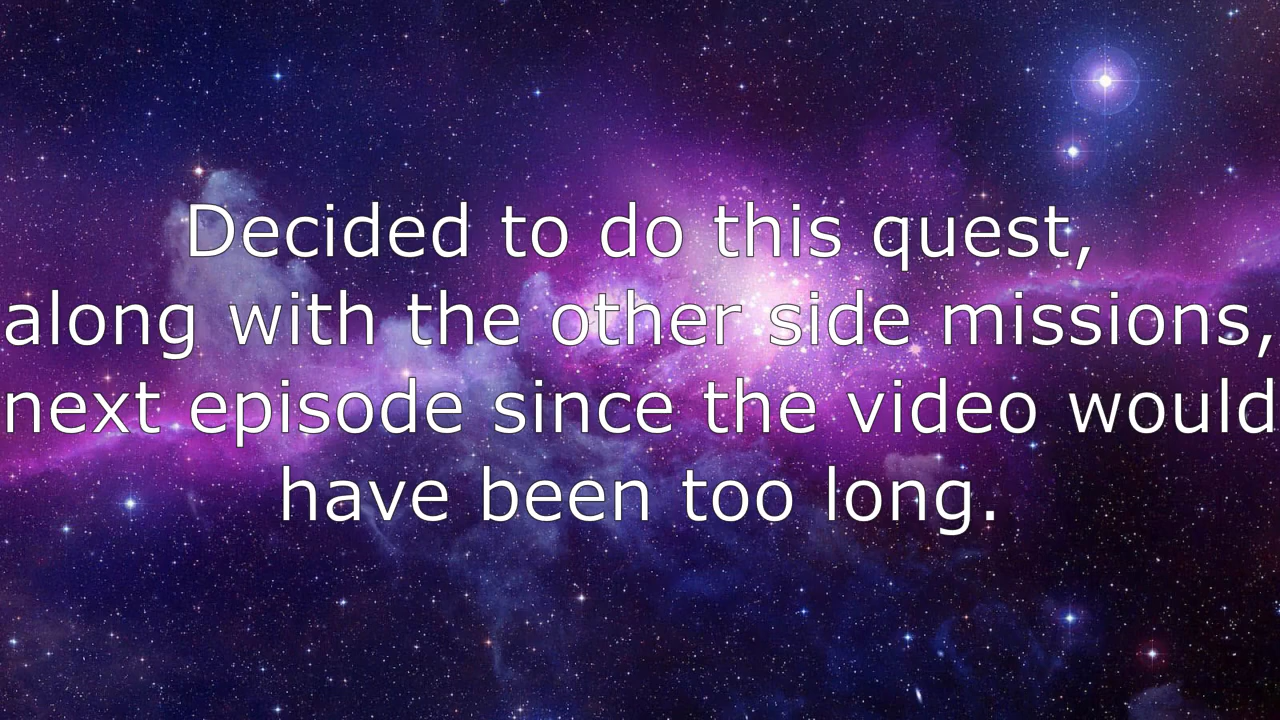 Decided to do this quest,
along with the other side missions,
next episode since the video would
have been too long.